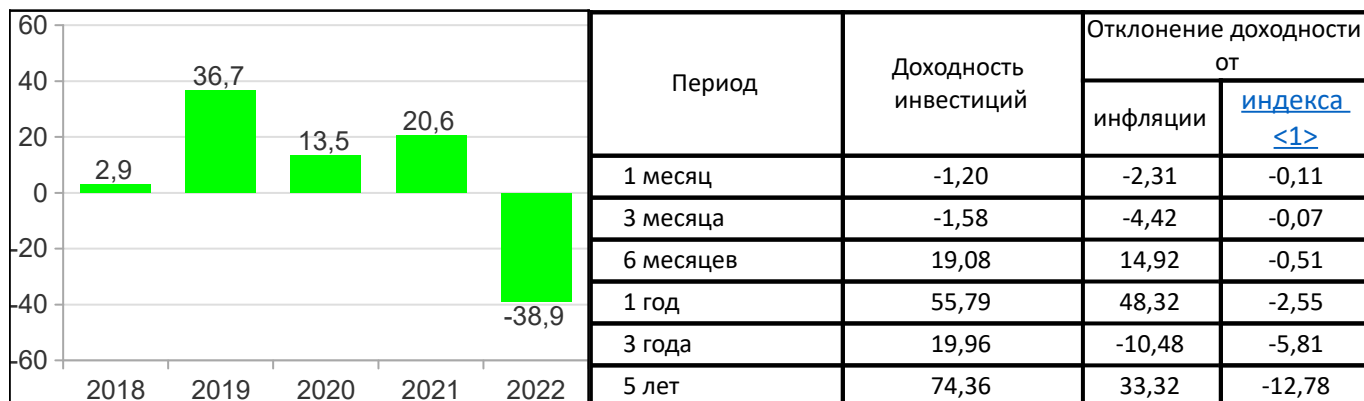 60
40
20
0
-20
-40
-60
2,9
36,7
13,5
20,6
-38,9
2018 2019 2020 2021 2022
Период
Доходность
инвестиций
Отклонение доходности
от
инфляции
индекса
<1>
1 месяц -1,20 -2,31 -0,11
3 месяца -1,58 -4,42 -0,07
6 месяцев 19,08 14,92 -0,51
1 год 55,79 48,32 -2,55
3 года 19,96 -10,48 -5,81
5 лет 74,36 33,32 -12,78